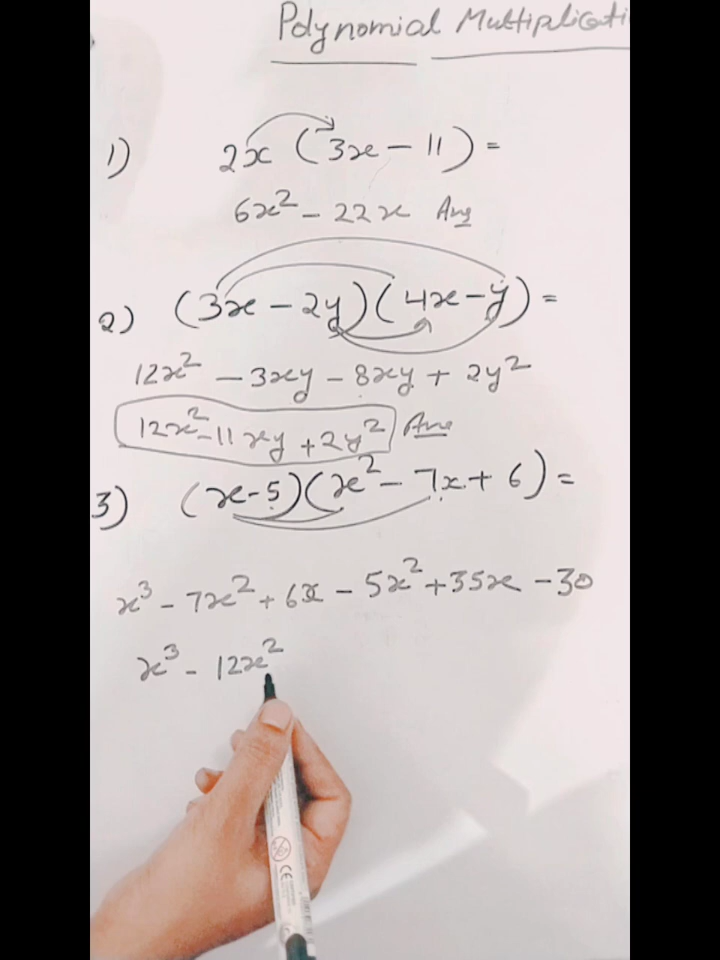 Polynomial Multiplicati
1) 2x (3x - 11) =
6x² - 22x Ans
2) (3x - 2y)(4x - y) =
12x² - 3xy - 8xy + 2y²
12x² - 11xy + 2y² Ans
3) (x - 5)(x² - 7x + 6) =
x³ - 7x² + 6x - 5x² + 35x - 30
x³ - 12x²
CE